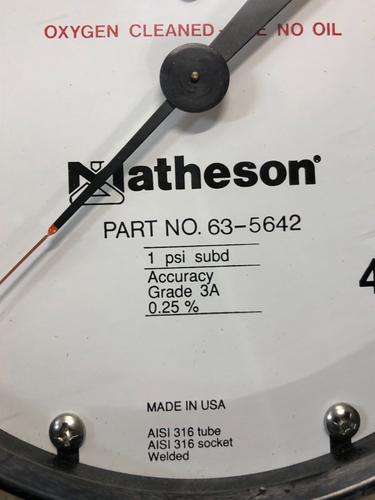 OXYGEN CLEANED - NO OIL
Matheson®
PART NO. 63-5642
1 psi subd
Accuracy
Grade 3A
0.25 %
4
MADE IN USA
AISI 316 tube
AISI 316 socket
Welded